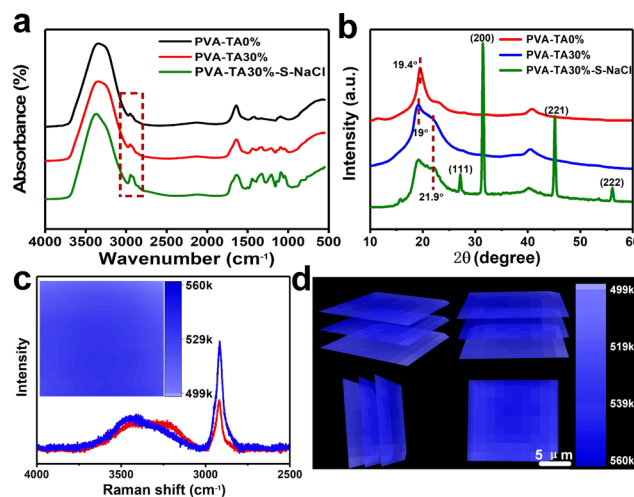 a
PVA-TA0%
PVA-TA30%
PVA-TA30%-S-NaCl
Absorbance (%)
4000 3500 3000 2500 2000 1500 1000 500
Wavenumber (cm⁻¹)
b
PVA-TA0%
PVA-TA30%
PVA-TA30%-S-NaCl
(200)
19.4°
(221)
19°
(111)
21.9°
(222)
Intensity (a.u.)
10 20 30 40 50 60
2θ (degree)
c
560k
529k
499k
Intensity
4000 3500 3000 2500
Raman shift (cm⁻¹)
d
499k
519k
539k
560k
5 μm